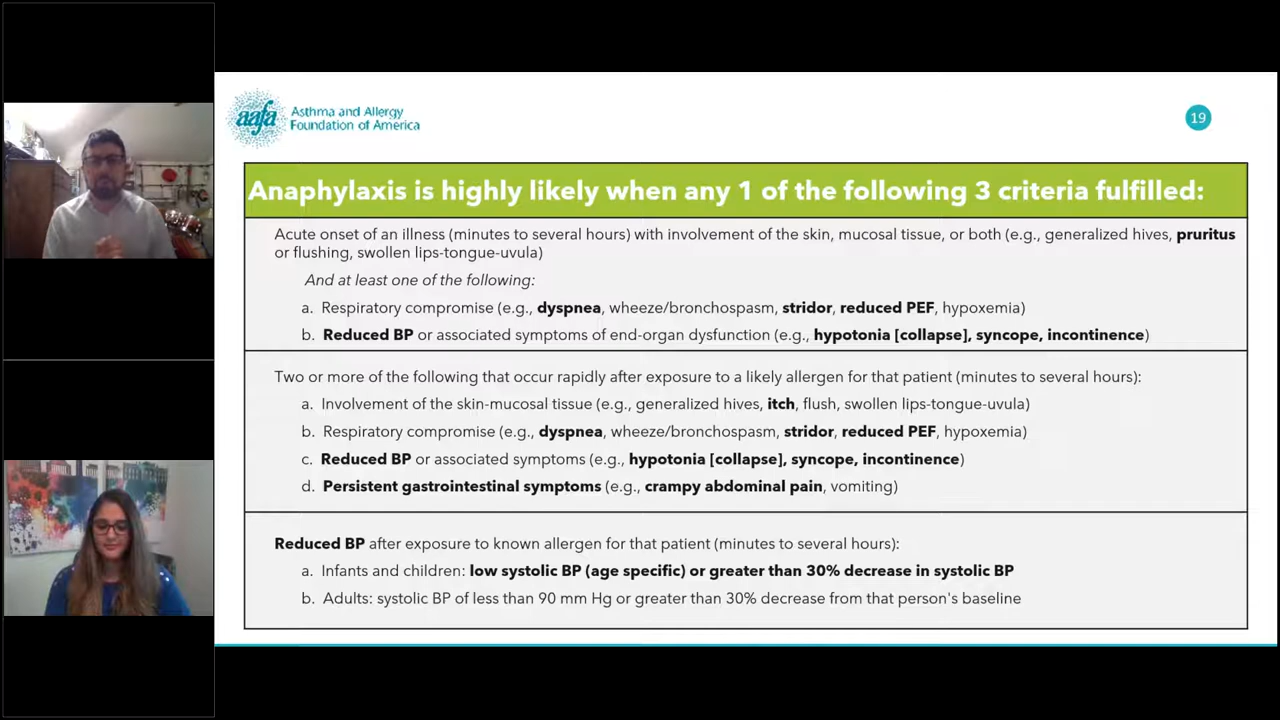 aafa
Asthma and Allergy
Foundation of America
19
Anaphylaxis is highly likely when any 1 of the following 3 criteria fulfilled:
Acute onset of an illness (minutes to several hours) with involvement of the skin, mucosal tissue, or both (e.g., generalized hives, pruritus
or flushing, swollen lips-tongue-uvula)
And at least one of the following:
a. Respiratory compromise (e.g., dyspnea, wheeze/bronchospasm, stridor, reduced PEF, hypoxemia)
b. Reduced BP or associated symptoms of end-organ dysfunction (e.g., hypotonia [collapse], syncope, incontinence)
Two or more of the following that occur rapidly after exposure to a likely allergen for that patient (minutes to several hours):
a. Involvement of the skin-mucosal tissue (e.g., generalized hives, itch, flush, swollen lips-tongue-uvula)
b. Respiratory compromise (e.g., dyspnea, wheeze/bronchospasm, stridor, reduced PEF, hypoxemia)
c. Reduced BP or associated symptoms (e.g., hypotonia [collapse], syncope, incontinence)
d. Persistent gastrointestinal symptoms (e.g., crampy abdominal pain, vomiting)
Reduced BP after exposure to known allergen for that patient (minutes to several hours):
a. Infants and children: low systolic BP (age specific) or greater than 30% decrease in systolic BP
b. Adults: systolic BP of less than 90 mm Hg or greater than 30% decrease from that person's baseline